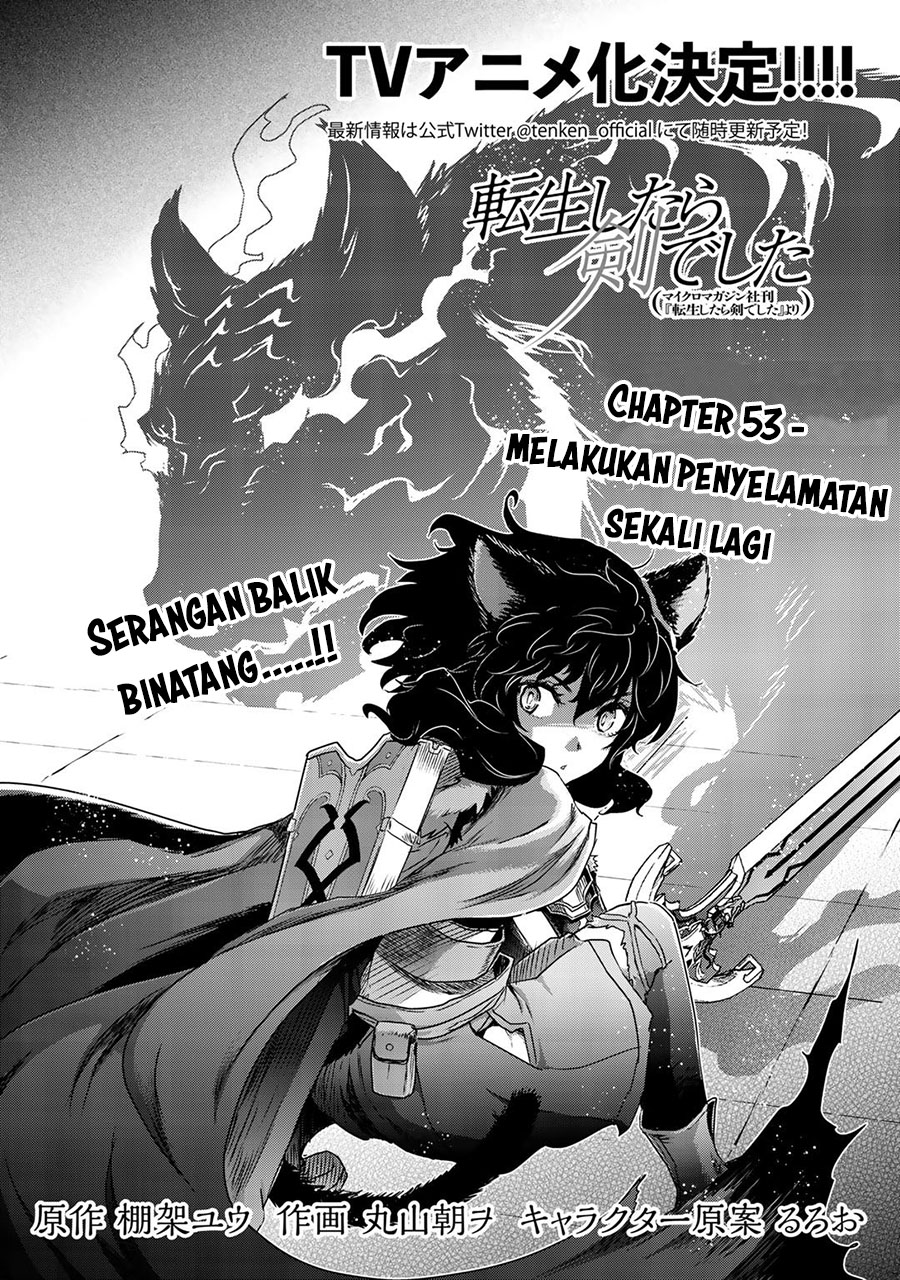 TVアニメ化決定!!!!
最新情報は公式Twitter @tenken_official にて随時更新予定!
転生したら
剣でした
(マイクロマガジン社刊
『転生したら剣でした』より)
Chapter 53 -
melakukan penyelamatan
sekali lagi
Serangan balik
binatang.....!!
原作 棚架ユウ 作画 丸山朝ヲ キャラクター原案 るろお